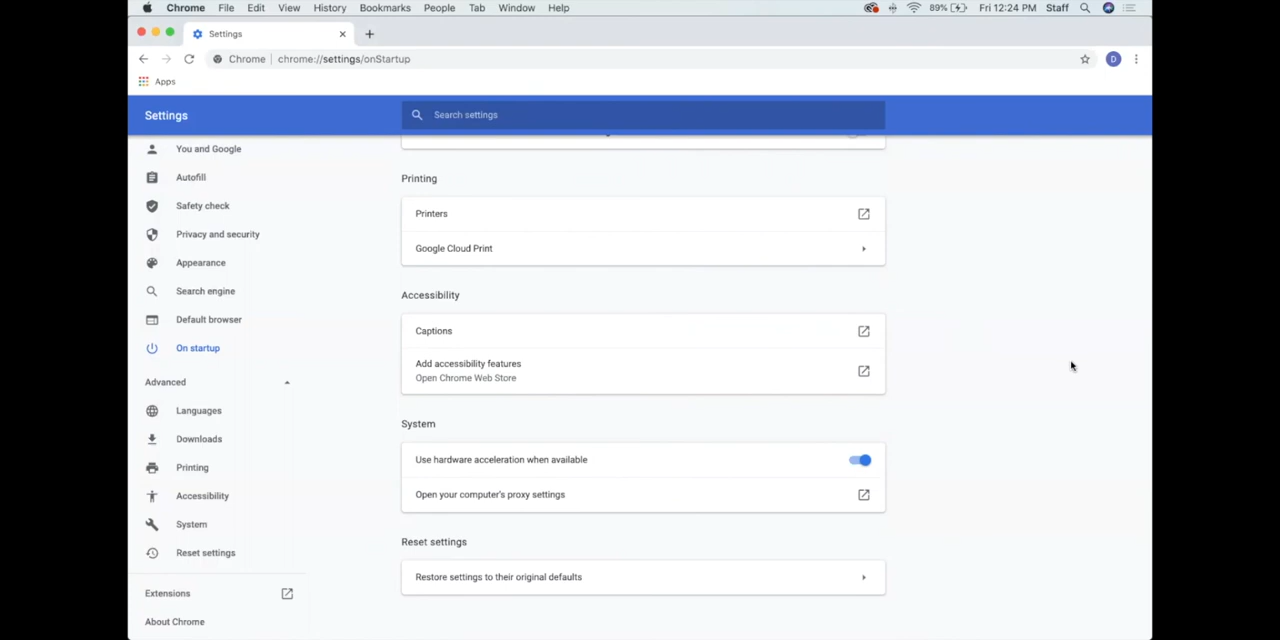 Chrome File Edit View History Bookmarks People Tab Window Help 89% Fri 12:24 PM Staff
Settings
Chrome | chrome://settings/onStartup D
Apps
Settings Search settings
You and Google
Autofill
Safety check
Privacy and security
Appearance
Search engine
Default browser
On startup
Advanced
Languages
Downloads
Printing
Accessibility
System
Reset settings
Extensions
About Chrome
Printing
Printers
Google Cloud Print
Accessibility
Captions
Add accessibility features
Open Chrome Web Store
System
Use hardware acceleration when available
Open your computer's proxy settings
Reset settings
Restore settings to their original defaults